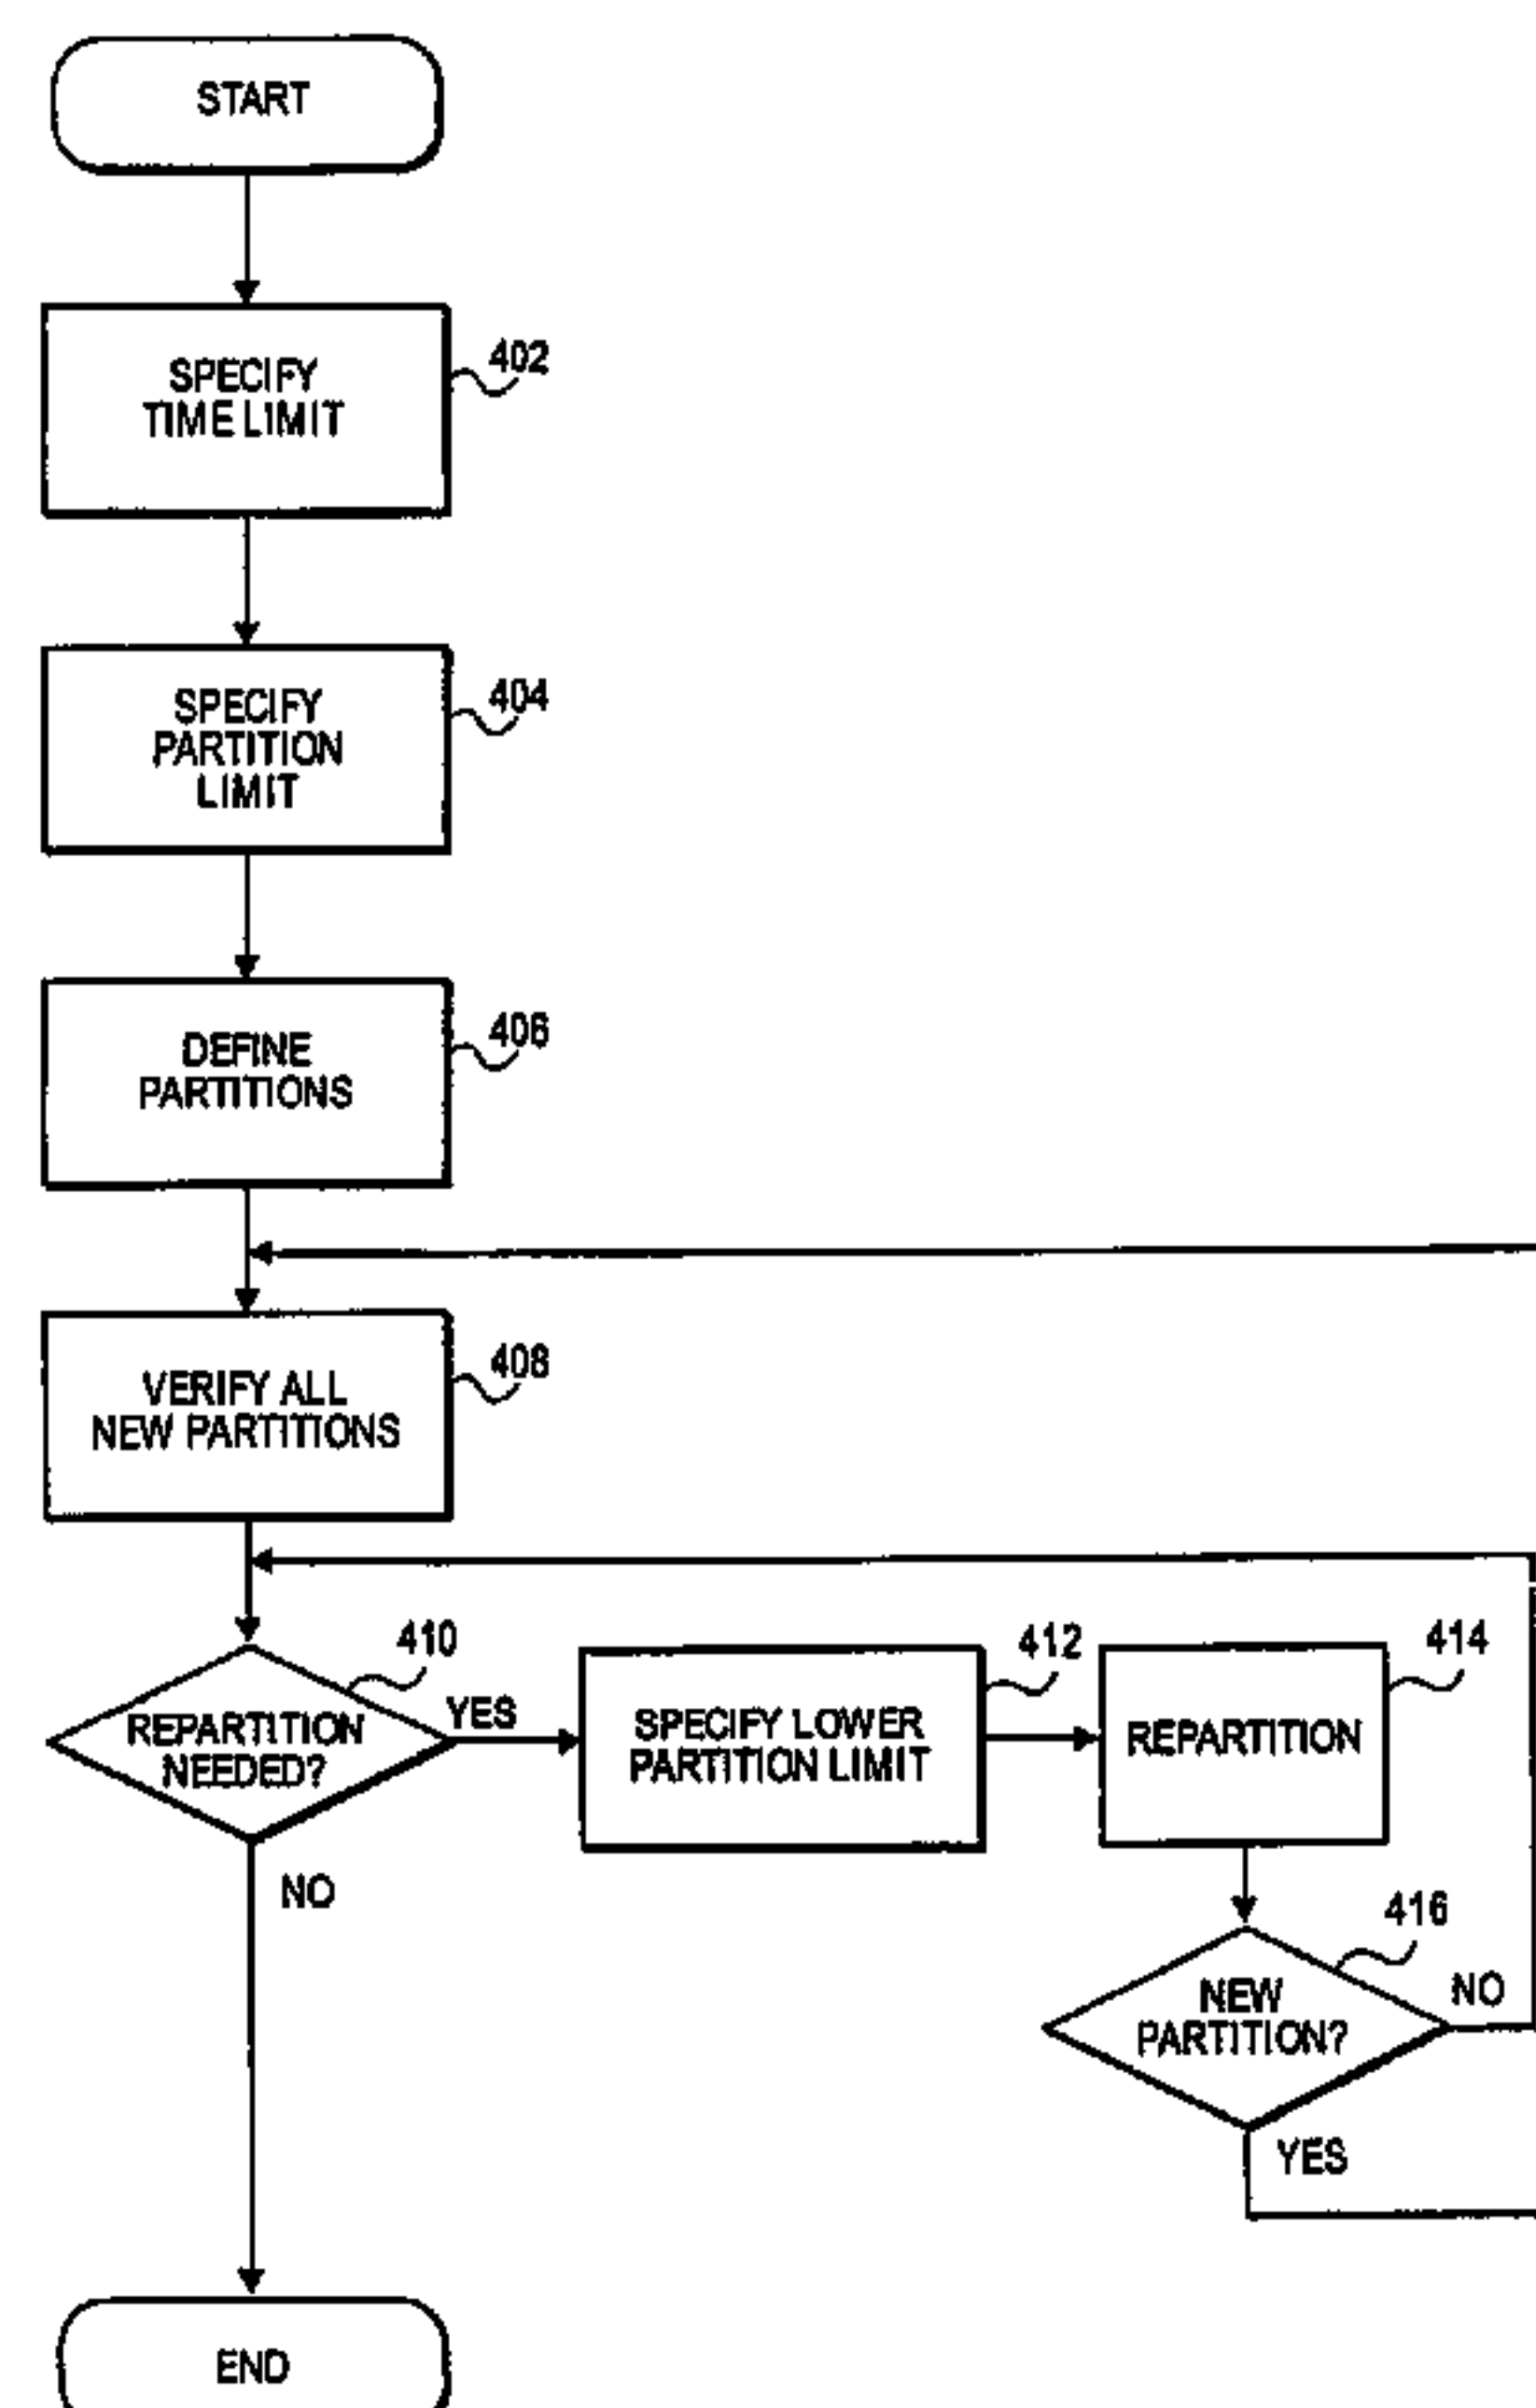 START
SPECIFY
TIME LIMIT
402
SPECIFY
PARTITION
LIMIT
404
DEFINE
PARTITIONS
406
VERIFY ALL
NEW PARTITIONS
408
REPARTITION
NEEDED?
410
YES
NO
SPECIFY LOWER
PARTITION LIMIT
412
REPARTITION
414
NEW
PARTITION?
416
NO
YES
END